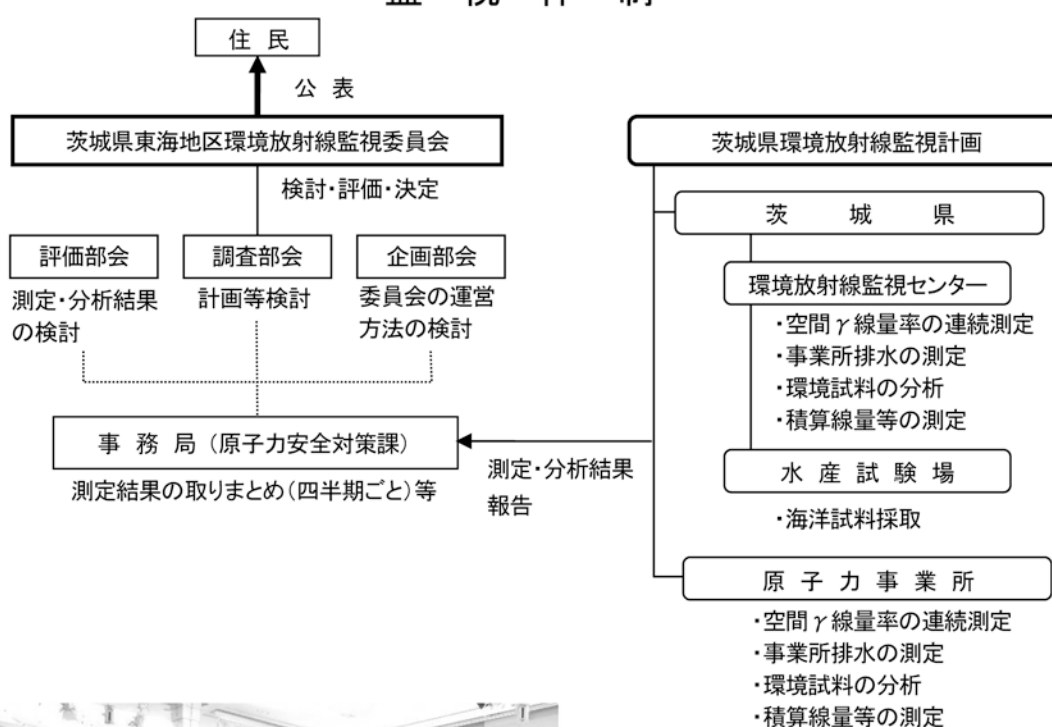 監視体制
住民
公表
茨城県東海地区環境放射線監視委員会
検討・評価・決定
評価部会
測定・分析結果
の検討
調査部会
計画等検討
企画部会
委員会の運営
方法の検討
事務局（原子力安全対策課）
測定結果の取りまとめ（四半期ごと）等
測定・分析結果
報告
茨城県環境放射線監視計画
茨城県
環境放射線監視センター
・空間γ線量率の連続測定
・事業所排水の測定
・環境試料の分析
・積算線量等の測定
水産試験場
・海洋試料採取
原子力事業所
・空間γ線量率の連続測定
・事業所排水の測定
・環境試料の分析
・積算線量等の測定